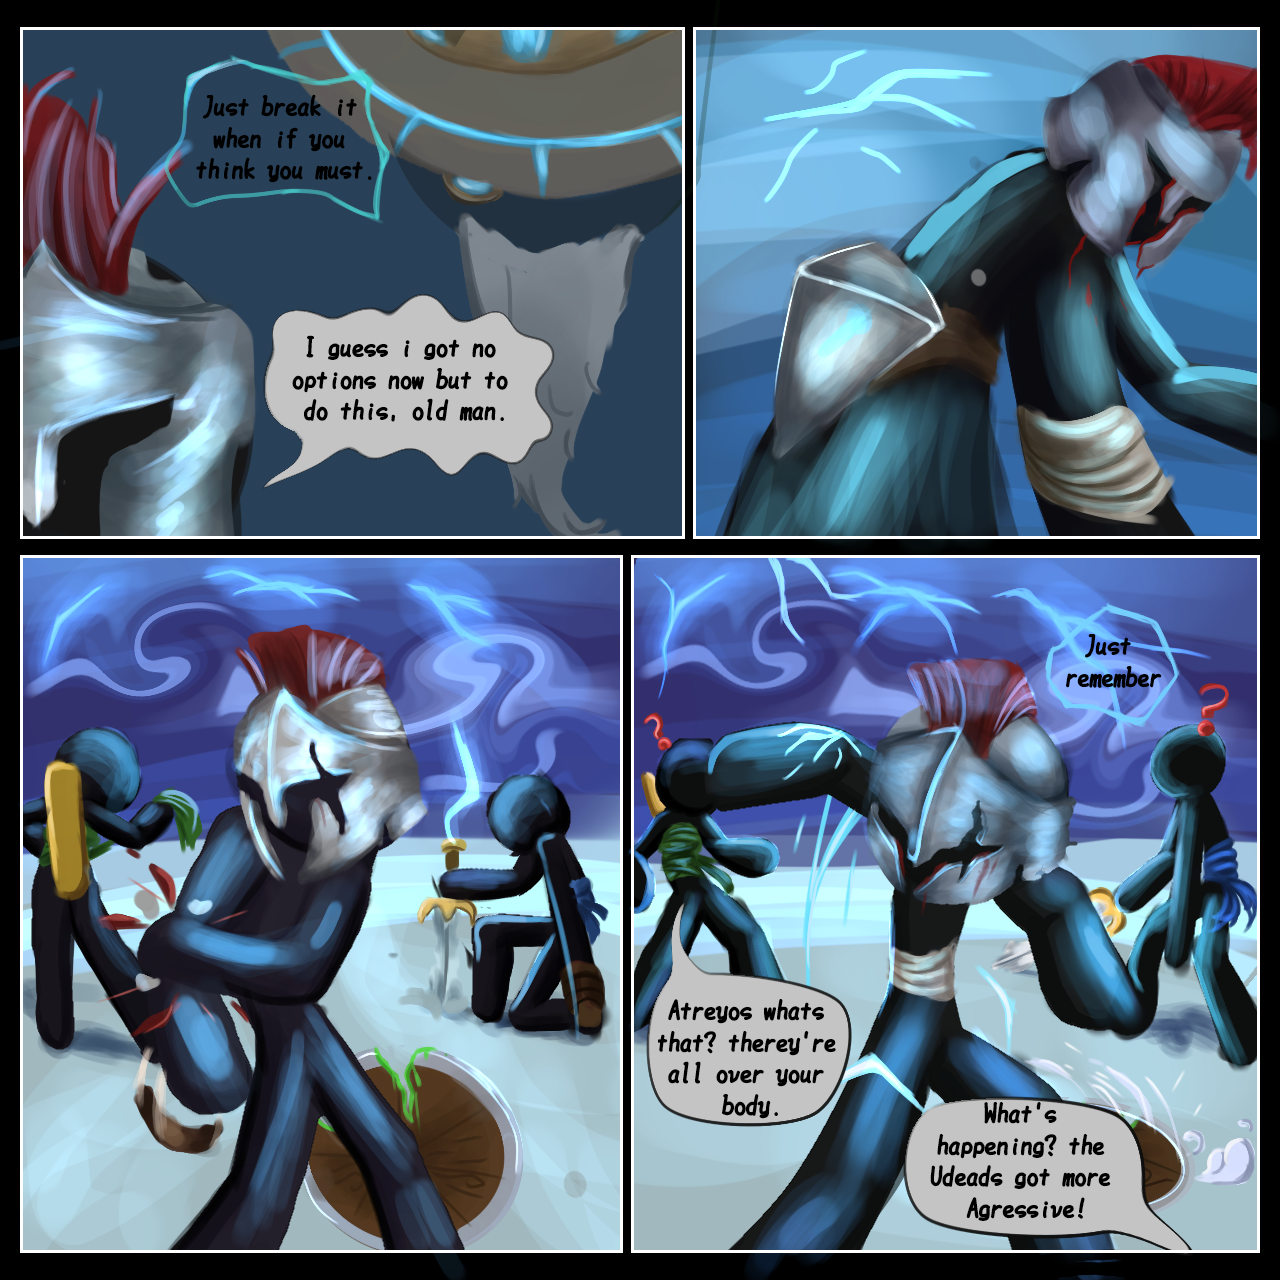 Just break it
when if you
think you must.
I guess i got no
options now but to
do this, old man.
Just
remember
Atreyos whats
that? therey're
all over your
body.
What's
happening? the
Udeads got more
Agressive!